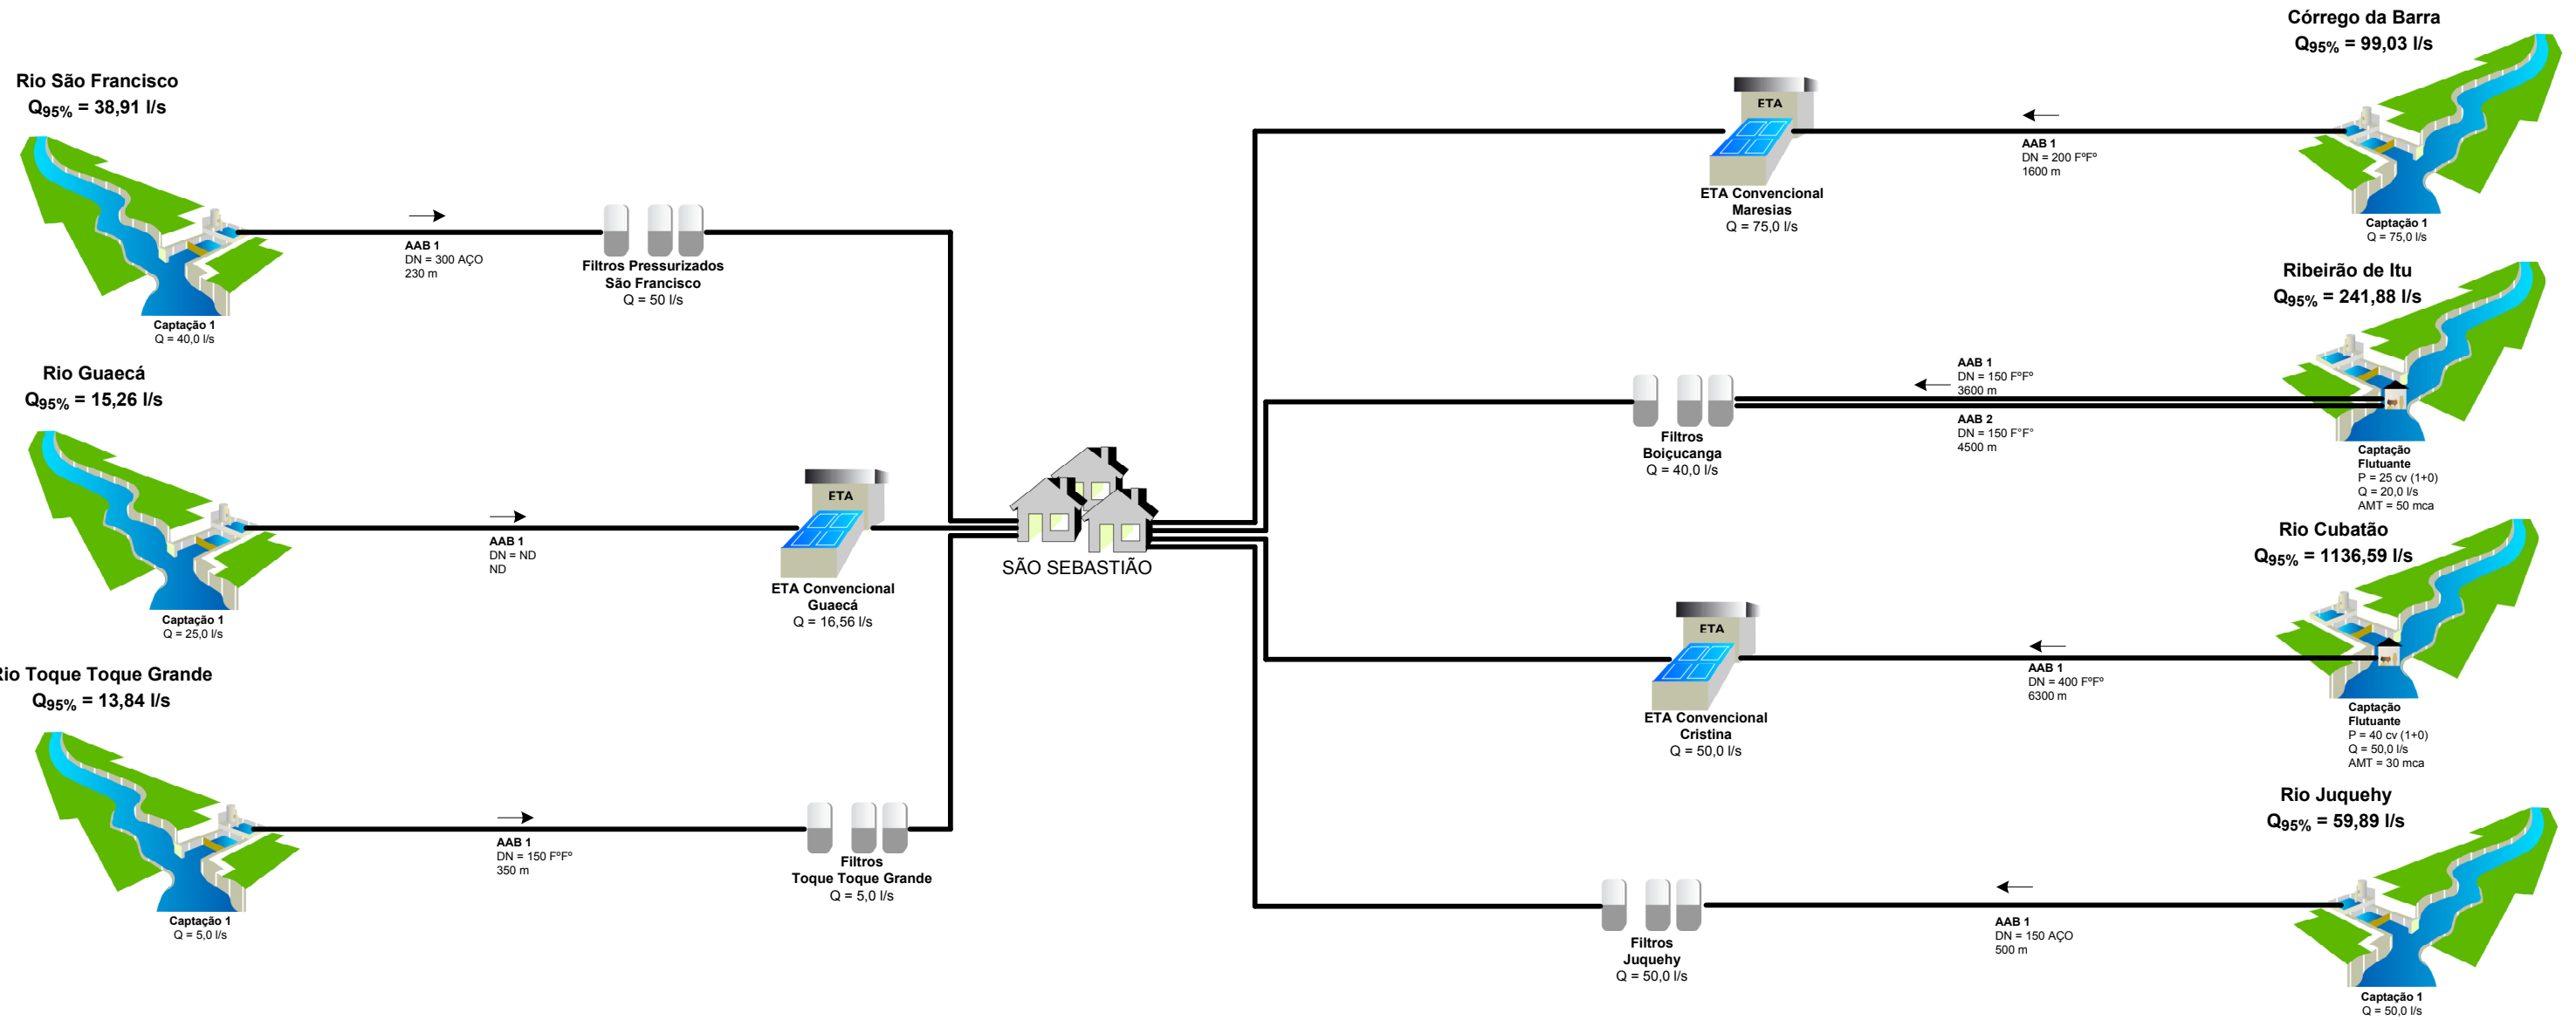 Rio São Francisco
Q95% = 38,91 l/s
AAB 1
DN = 300 AÇO
230 m
Filtros Pressurizados
São Francisco
Q = 50 l/s
Captação 1
Q = 40,0 l/s
Rio Guaecá
Q95% = 15,26 l/s
AAB 1
DN = ND
ND
ETA
ETA Convencional
Guaecá
Q = 16,56 l/s
Captação 1
Q = 25,0 l/s
Rio Toque Toque Grande
Q95% = 13,84 l/s
AAB 1
DN = 150 FºFº
350 m
Filtros
Toque Toque Grande
Q = 5,0 l/s
Captação 1
Q = 5,0 l/s
SÃO SEBASTIÃO
Córrego da Barra
Q95% = 99,03 l/s
ETA
AAB 1
DN = 200 FºFº
1600 m
ETA Convencional
Maresias
Q = 75,0 l/s
Captação 1
Q = 75,0 l/s
Ribeirão de Itu
Q95% = 241,88 l/s
AAB 1
DN = 150 FºFº
3600 m
AAB 2
DN = 150 F°F°
4500 m
Filtros
Boiçucanga
Q = 40,0 l/s
Captação
Flutuante
P = 25 cv (1+0)
Q = 20,0 l/s
AMT = 50 mca
Rio Cubatão
Q95% = 1136,59 l/s
ETA
AAB 1
DN = 400 FºFº
6300 m
ETA Convencional
Cristina
Q = 50,0 l/s
Captação
Flutuante
P = 40 cv (1+0)
Q = 50,0 l/s
AMT = 30 mca
Rio Juquehy
Q95% = 59,89 l/s
AAB 1
DN = 150 AÇO
500 m
Filtros
Juquehy
Q = 50,0 l/s
Captação 1
Q = 50,0 l/s